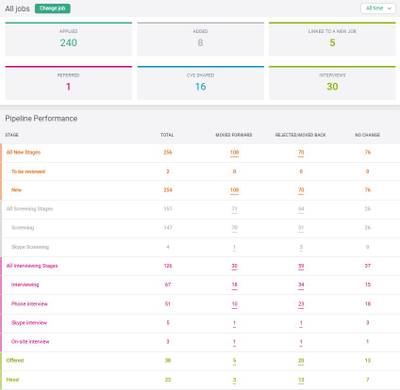 All jobs Change job All time
APPLIED ADDED LINKED TO A NEW JOB
240 8 5
REFERRED CVS SHARED INTERVIEWS
1 16 30
Pipeline Performance
STAGE TOTAL MOVED FORWARD REJECTED/MOVED BACK NO CHANGE
All New Stages 256 108 70 76
To be reviewed 2 0 0 0
New 254 108 70 76
All Screening Stages 151 71 54 26
Screening 147 70 51 26
Skype Screening 4 1 3 0
All Interviewing Stages 126 30 59 37
Interviewing 67 18 34 15
Phone interview 51 10 23 18
Skype interview 5 1 1 3
On-site interview 3 1 1 1
Offered 38 5 20 13
Hired 23 3 13 7